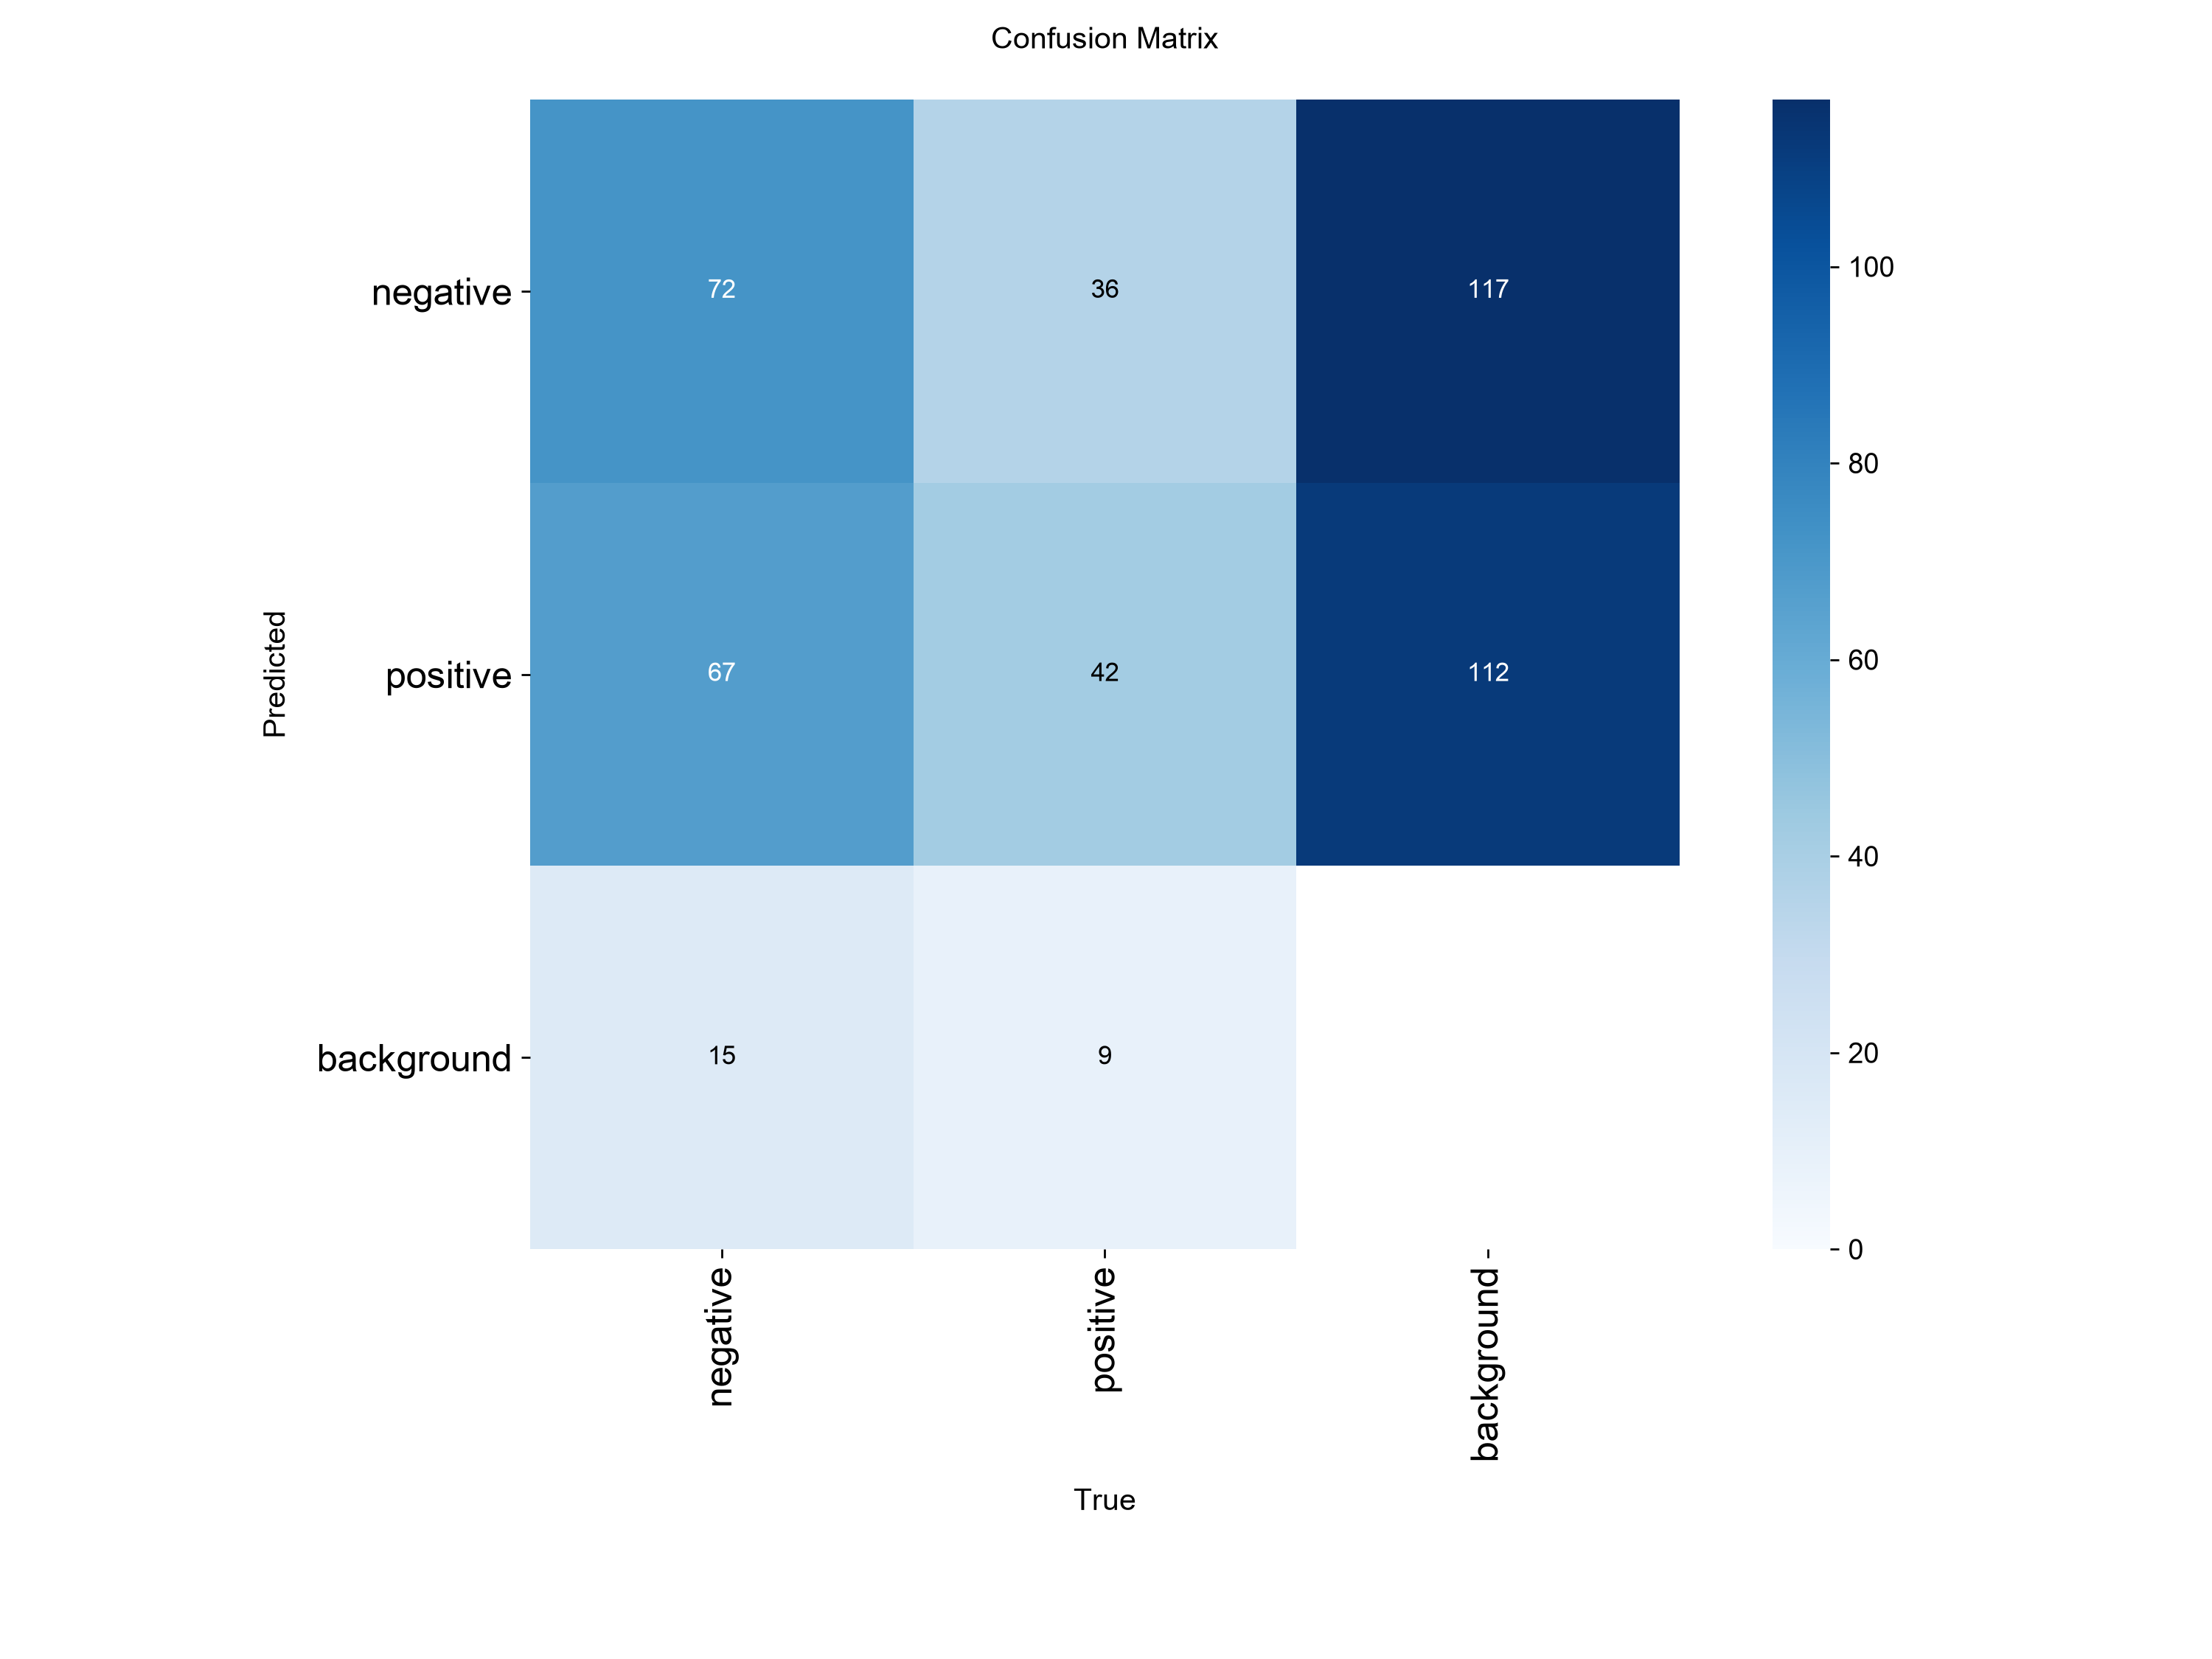 Confusion Matrix
negative
72
36
117
100
80
Predicted
positive
67
42
112
60
40
background
15
9
20
0
negative
positive
background
True